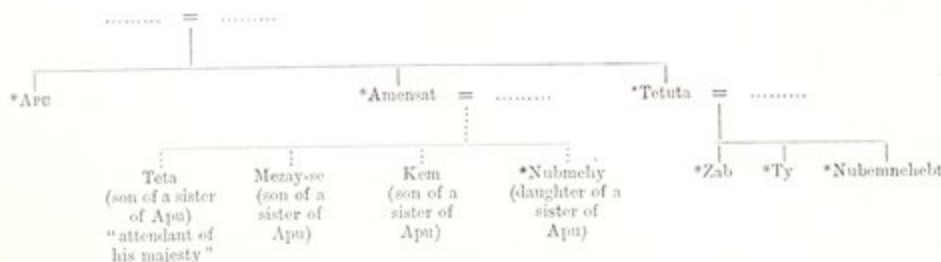 ......... = .........
*APU *Amensat = ......... *Tetuta = .........
Teta Mezay-se Kem *Nubmehy *Zab *Ty *Nubemnehebt
(son of a sister (son of a (son of a (daughter of a
of Apu) sister of sister of sister of
"attendant of Apu) Apu) Apu)
his majesty"